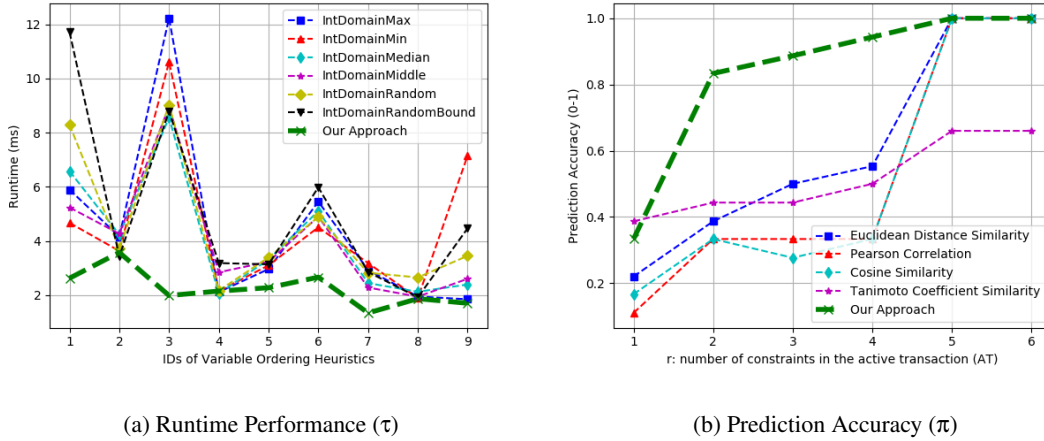 12
10
8
6
4
2
Runtime (ms)
IntDomainMax
IntDomainMin
IntDomainMedian
IntDomainMiddle
IntDomainRandom
IntDomainRandomBound
Our Approach
1 2 3 4 5 6 7 8 9
IDs of Variable Ordering Heuristics
(a) Runtime Performance (τ)
1.0
0.8
0.6
0.4
0.2
Prediction Accuracy (0-1)
Euclidean Distance Similarity
Pearson Correlation
Cosine Similarity
Tanimoto Coefficient Similarity
Our Approach
1 2 3 4 5 6
r: number of constraints in the active transaction (AT)
(b) Prediction Accuracy (π)